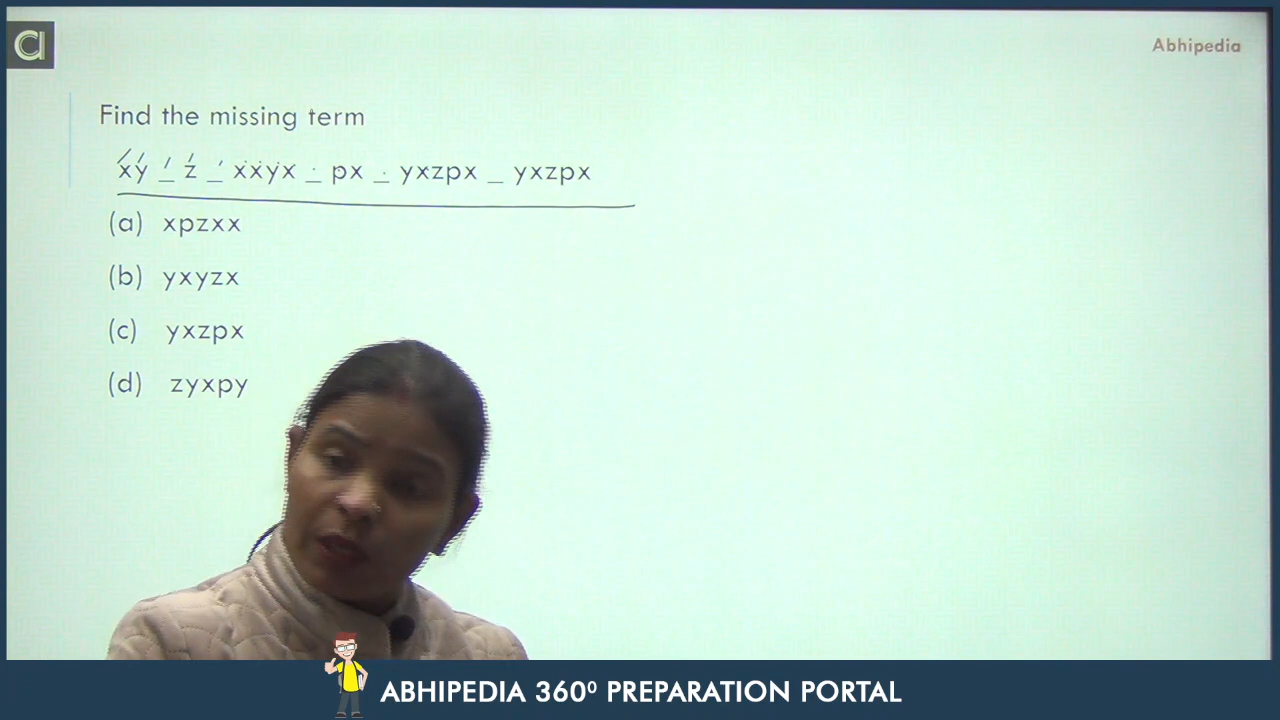 Abhipedia
Find the missing term
xy _ z _ xxyx _ px _ yxzpx _ yxzpx
(a) xpzxx
(b) yxyzx
(c) yxzpx
(d) zyxpy
ABHIPEDIA 360⁰ PREPARATION PORTAL